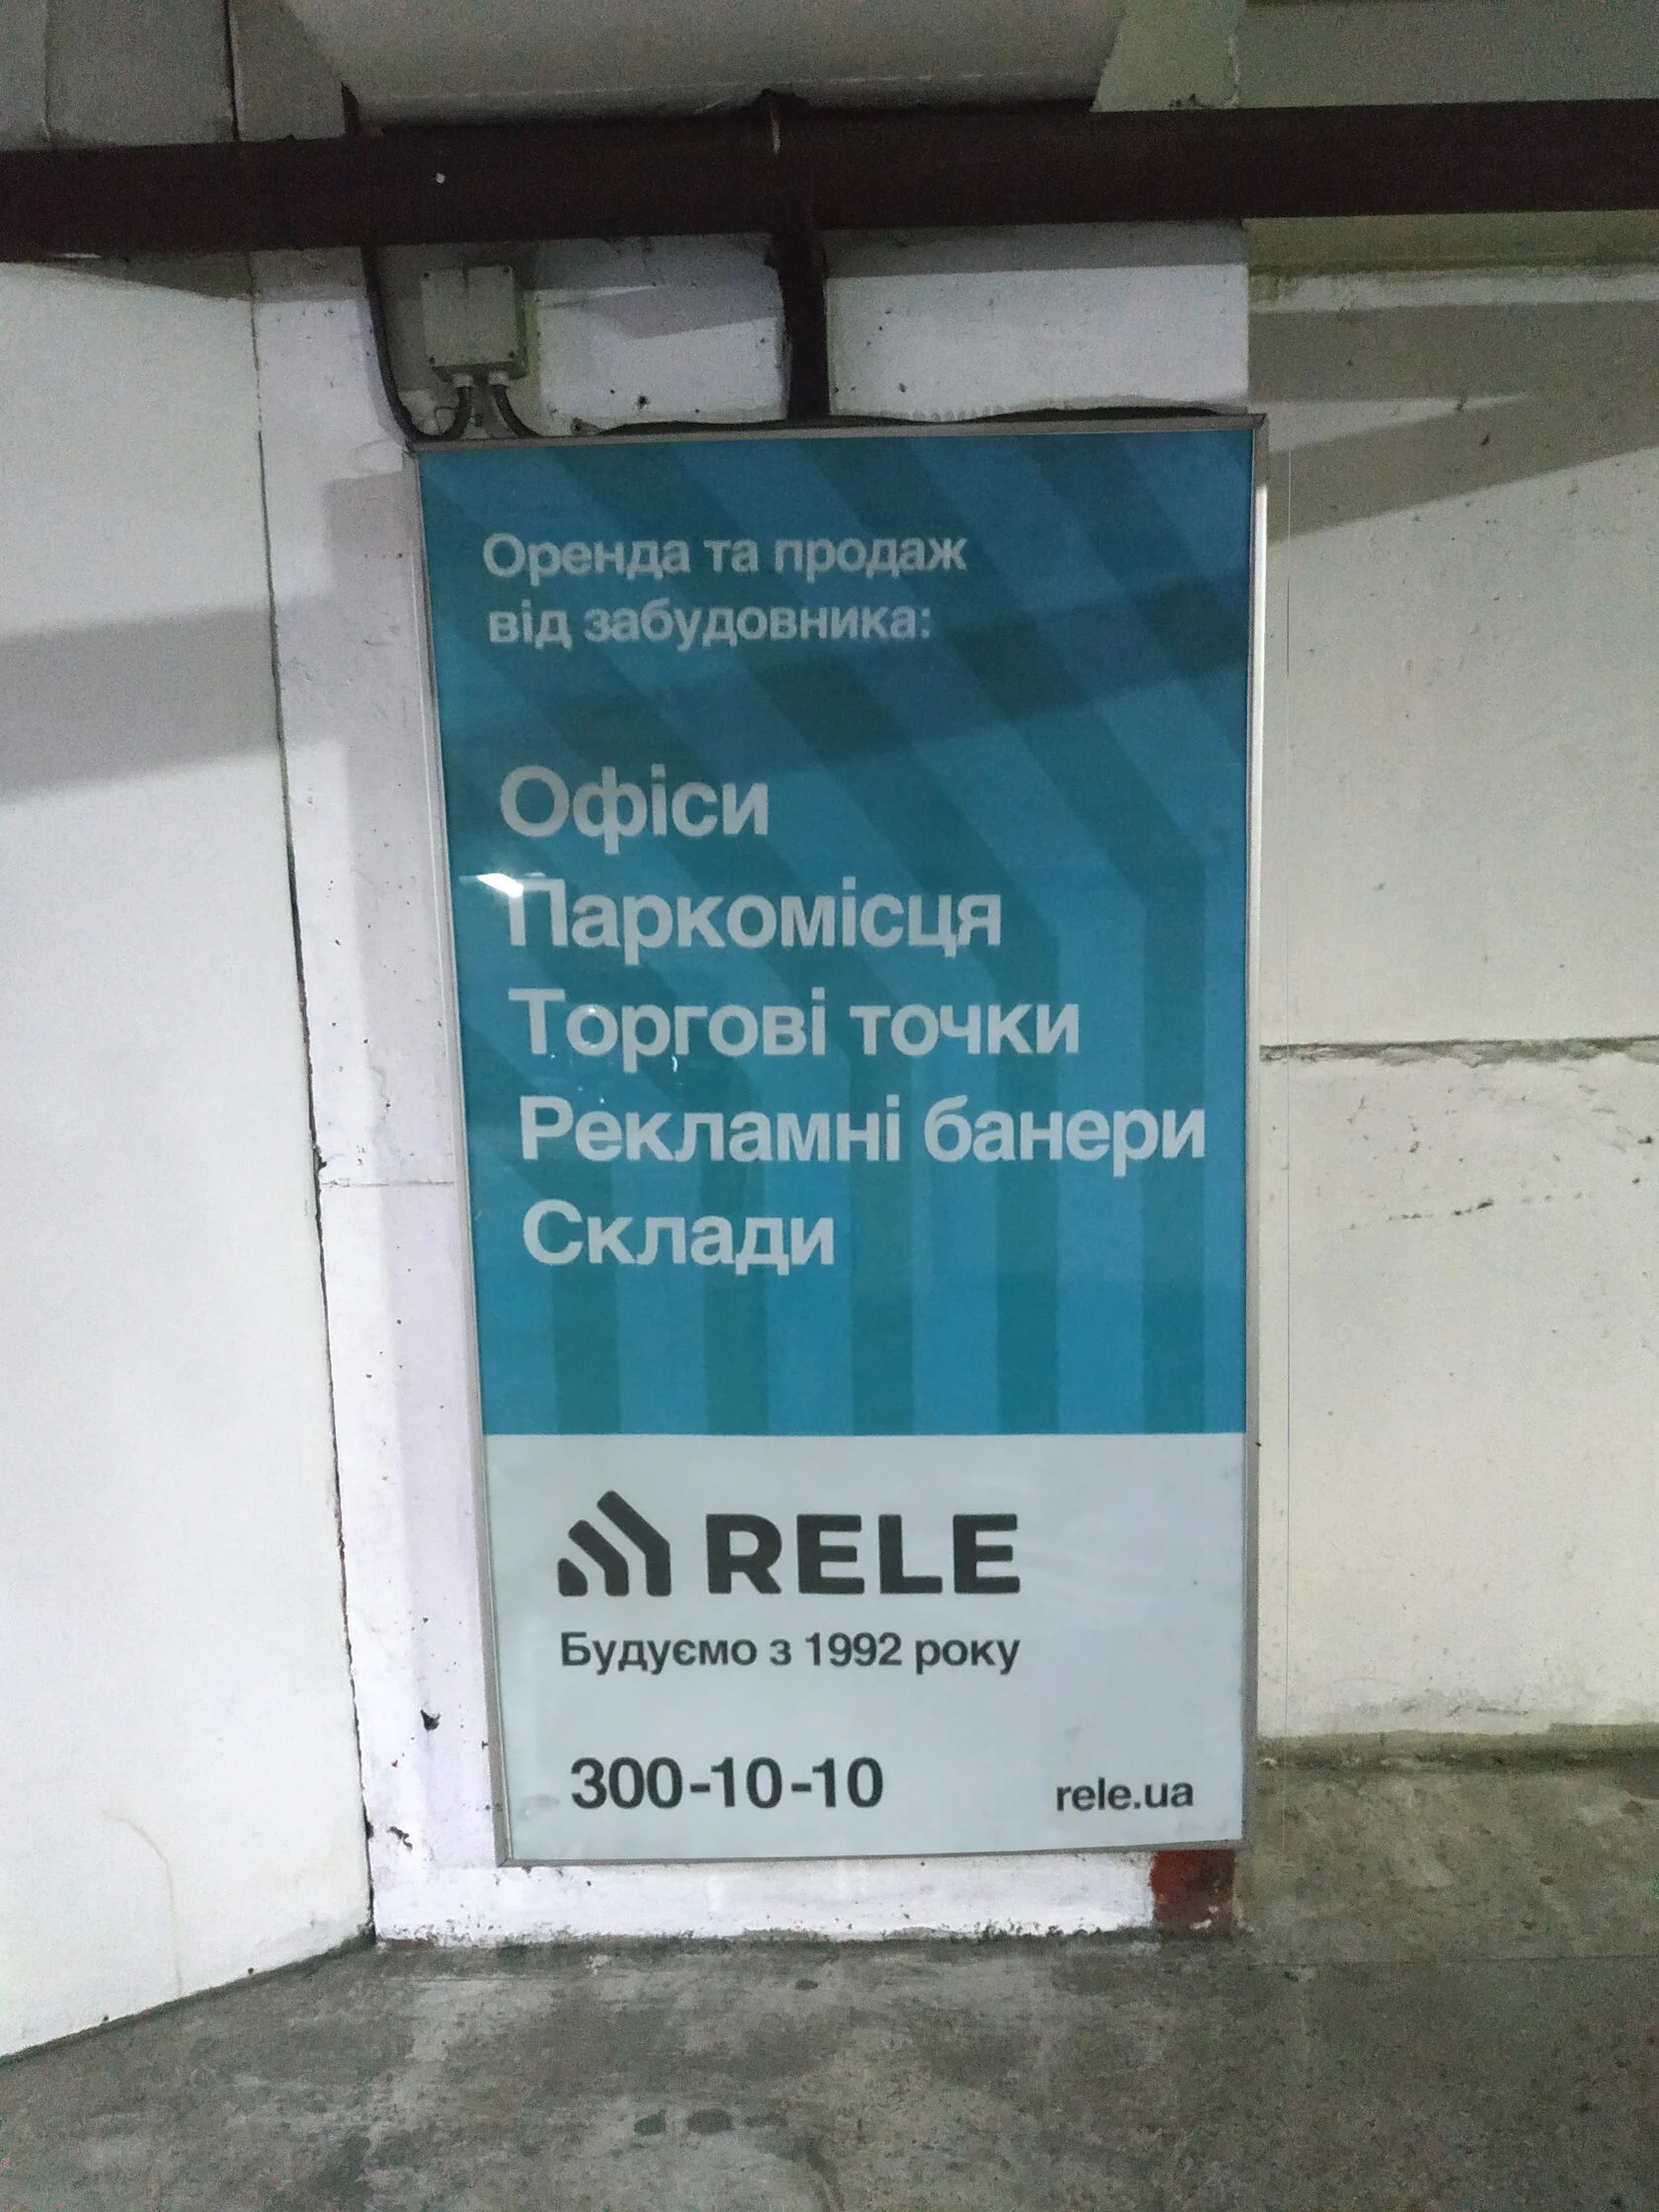 Оренда та продаж
від забудовника:
Офіси
Паркомісця
Торгові точки
Рекламні банери
Склади
RELE
Будуємо з 1992 року
300-10-10
rele.ua